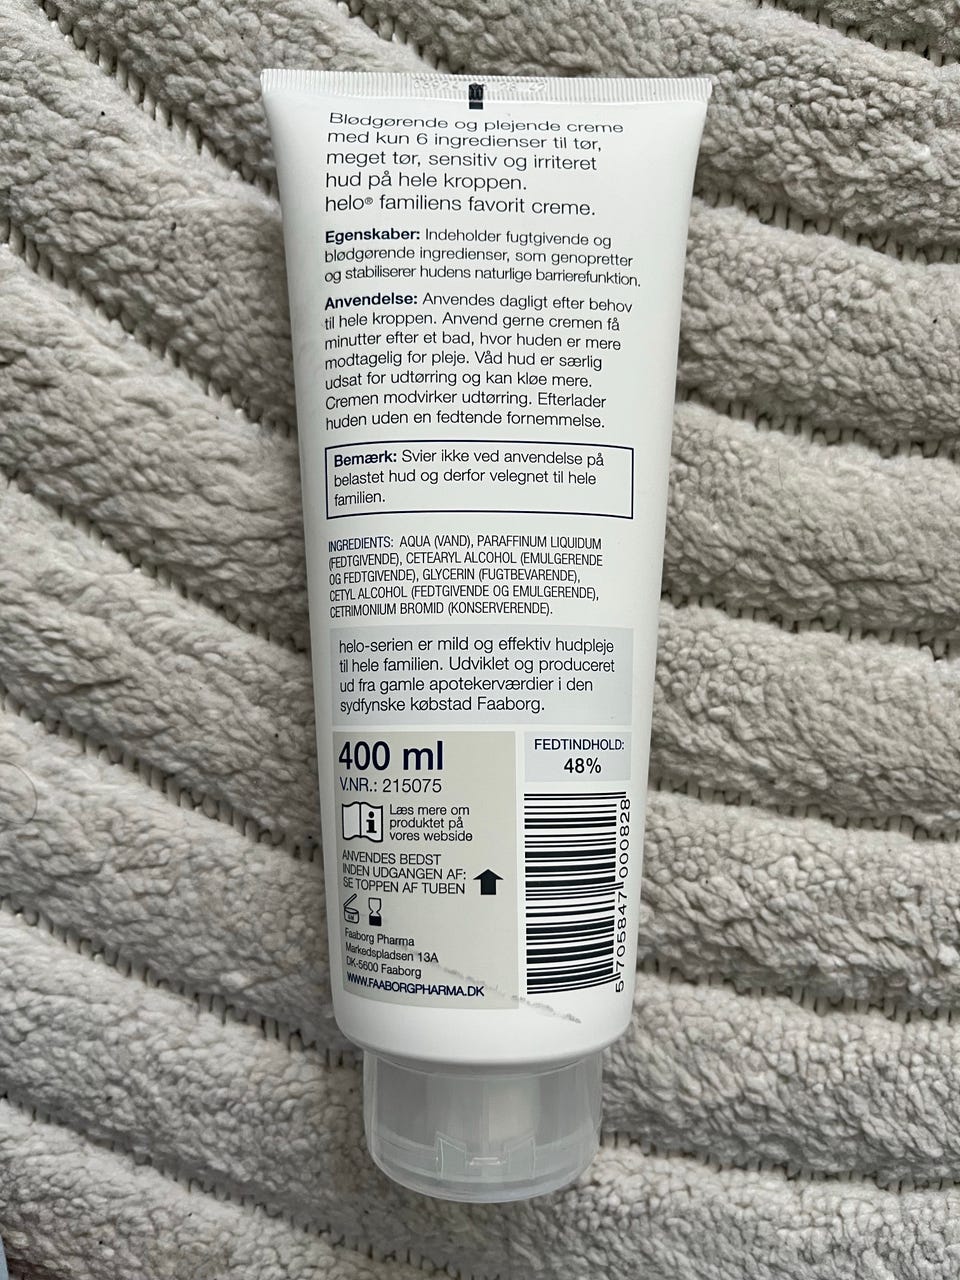 Blødgørende og plejende creme
med kun 6 ingredienser til tør,
meget tør, sensitiv og irriteret
hud på hele kroppen.
helo® familiens favorit creme.
Egenskaber: Indeholder fugtgivende og
blødgørende ingredienser, som genopretter
og stabiliserer hudens naturlige barrierefunktion.
Anvendelse: Anvendes dagligt efter behov
til hele kroppen. Anvend gerne cremen få
minutter efter et bad, hvor huden er mere
modtagelig for pleje. Våd hud er særlig
udsat for udtørring og kan kløe mere.
Cremen modvirker udtørring. Efterlader
huden uden en fedtende fornemmelse.
Bemærk: Svier ikke ved anvendelse på
belastet hud og derfor velegnet til hele
familien.
INGREDIENTS: AQUA (VAND), PARAFFINUM LIQUIDUM
(FEDTGIVENDE), CETEARYL ALCOHOL (EMULGERENDE
OG FEDTGIVENDE), GLYCERIN (FUGTBEVARENDE),
CETYL ALCOHOL (FEDTGIVENDE OG EMULGERENDE),
CETRIMONIUM BROMID (KONSERVERENDE).
helo-serien er mild og effektiv hudpleje
til hele familien. Udviklet og produceret
ud fra gamle apotekerværdier i den
sydfynske købstad Faaborg.
400 ml
V.NR.: 215075
Læs mere om
produktet på
vores webside
ANVENDES BEDST
INDEN UDGANGEN AF:
SE TOPPEN AF TUBEN
Faaborg Pharma
Markedspladsen 13A
DK-5600 Faaborg
WWW.FAABORGPHARMA.DK
FEDTINDHOLD:
48%
5 705847 000828